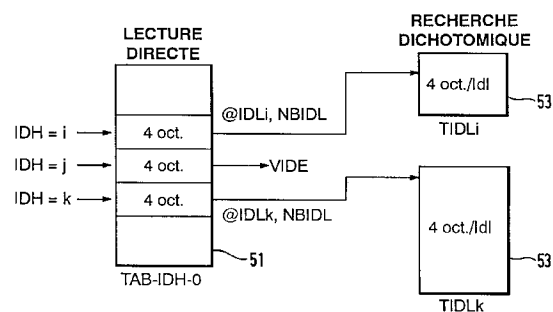 LECTURE
DIRECTE
RECHERCHE
DICHOTOMIQUE
@IDLi, NBIDL
4 oct./Idl
53
TIDLi
IDH = i
4 oct.
IDH = j
4 oct.
VIDE
IDH = k
4 oct.
@IDLk, NBIDL
4 oct./Idl
51
53
TAB-IDH-0
TIDLk